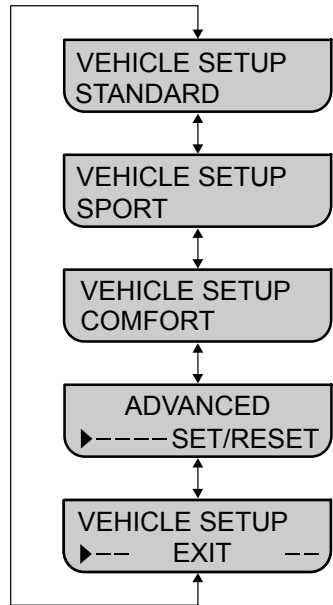 VEHICLE SETUP
STANDARD
VEHICLE SETUP
SPORT
VEHICLE SETUP
COMFORT
ADVANCED
▶---- SET/RESET
VEHICLE SETUP
▶-- EXIT --